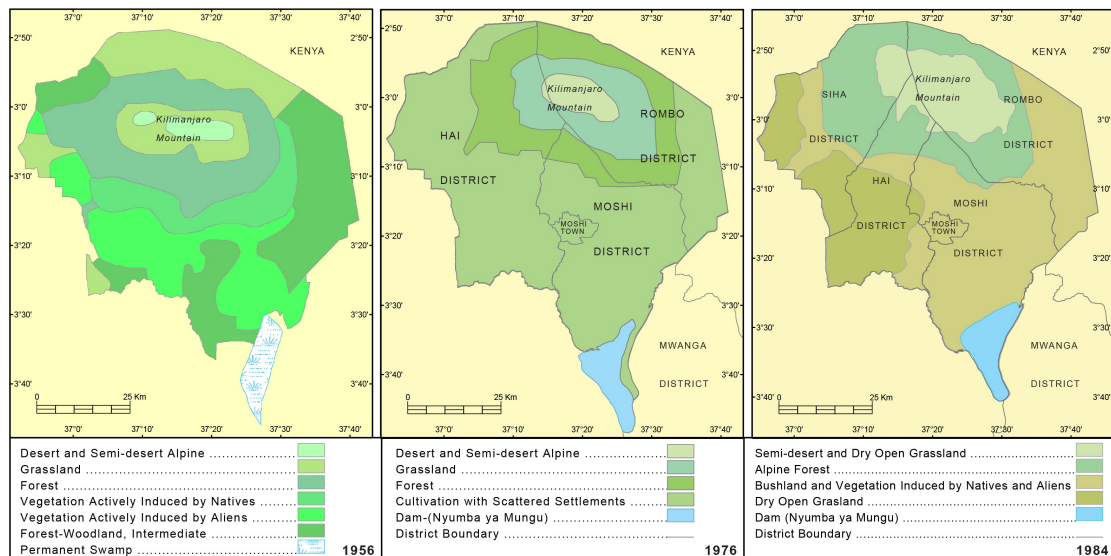 37°0' 37°10' 37°20' 37°30' 37°40'
2°50'
KENYA
3°0'
Kilimanjaro
Mountain
3°10'
3°20'
3°30'
3°40'
0 25 Km
37°0' 37°10' 37°20' 37°30' 37°40'
Desert and Semi-desert Alpine
Grassland
Forest
Vegetation Actively Induced by Natives
Vegetation Actively Induced by Aliens
Forest-Woodland, Intermediate
Permanent Swamp
1956
37°0' 37°10' 37°20' 37°30' 37°40'
2°50'
KENYA
3°0'
Kilimanjaro
Mountain
ROMBO
HAI
DISTRICT
3°10'
DISTRICT
MOSHI
MOSHI
TOWN
3°20'
DISTRICT
3°30'
MWANGA
3°40'
DISTRICT
0 25 Km
37°0' 37°10' 37°20' 37°30' 37°40'
Desert and Semi-desert Alpine
Grassland
Forest
Cultivation with Scattered Settlements
Dam-(Nyumba ya Mungu)
District Boundary
1976
37°0' 37°10' 37°20' 37°30' 37°40'
2°50'
KENYA
Kilimanjaro
Mountain
SIHA
ROMBO
3°0'
DISTRICT
DISTRICT
HAI
3°10'
MOSHI
DISTRICT
MOSHI
TOWN
3°20'
DISTRICT
3°30'
MWANGA
DISTRICT
3°40'
0 25 Km
37°0' 37°10' 37°20' 37°30' 37°40'
Semi-desert and Dry Open Grassland
Alpine Forest
Bushland and Vegetation Induced by Natives and Aliens
Dry Open Grasland
Dam (Nyumba ya Mungu)
District Boundary
1984